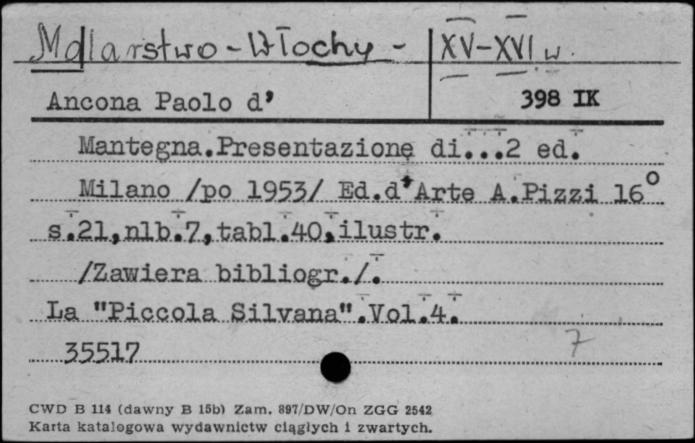 Malarstwo - Włochy - XV-XVI w.
Ancona Paolo d' 398 IK
Mantegna.Presentazione di...2 ed.
Milano /po 1953/ Ed.d'Arte A.Pizzi 16°
s.21,nlb.7,tabl.40,ilustr.
/Zawiera bibliogr./.
La "Piccola Silvana".Vol.4.
35517 7
CWD B 114 (dawny B 15b) Zam. 897/DW/On ZGG 2542
Karta katalogowa wydawnictw ciągłych i zwartych.